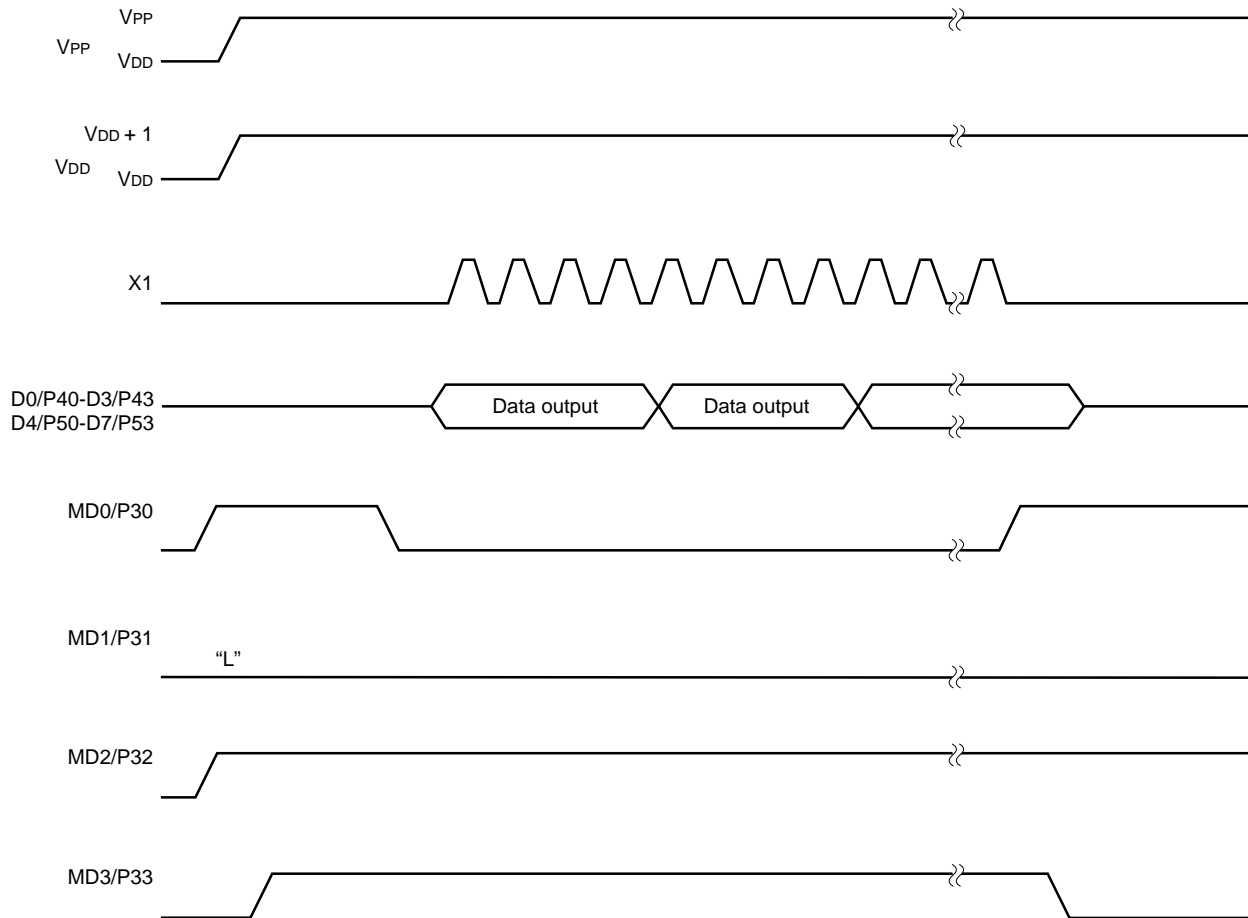 VPP
VPP
VDD
VDD + 1
VDD
VDD
X1
D0/P40-D3/P43
D4/P50-D7/P53
Data output
Data output
MD0/P30
MD1/P31
“L”
MD2/P32
MD3/P33